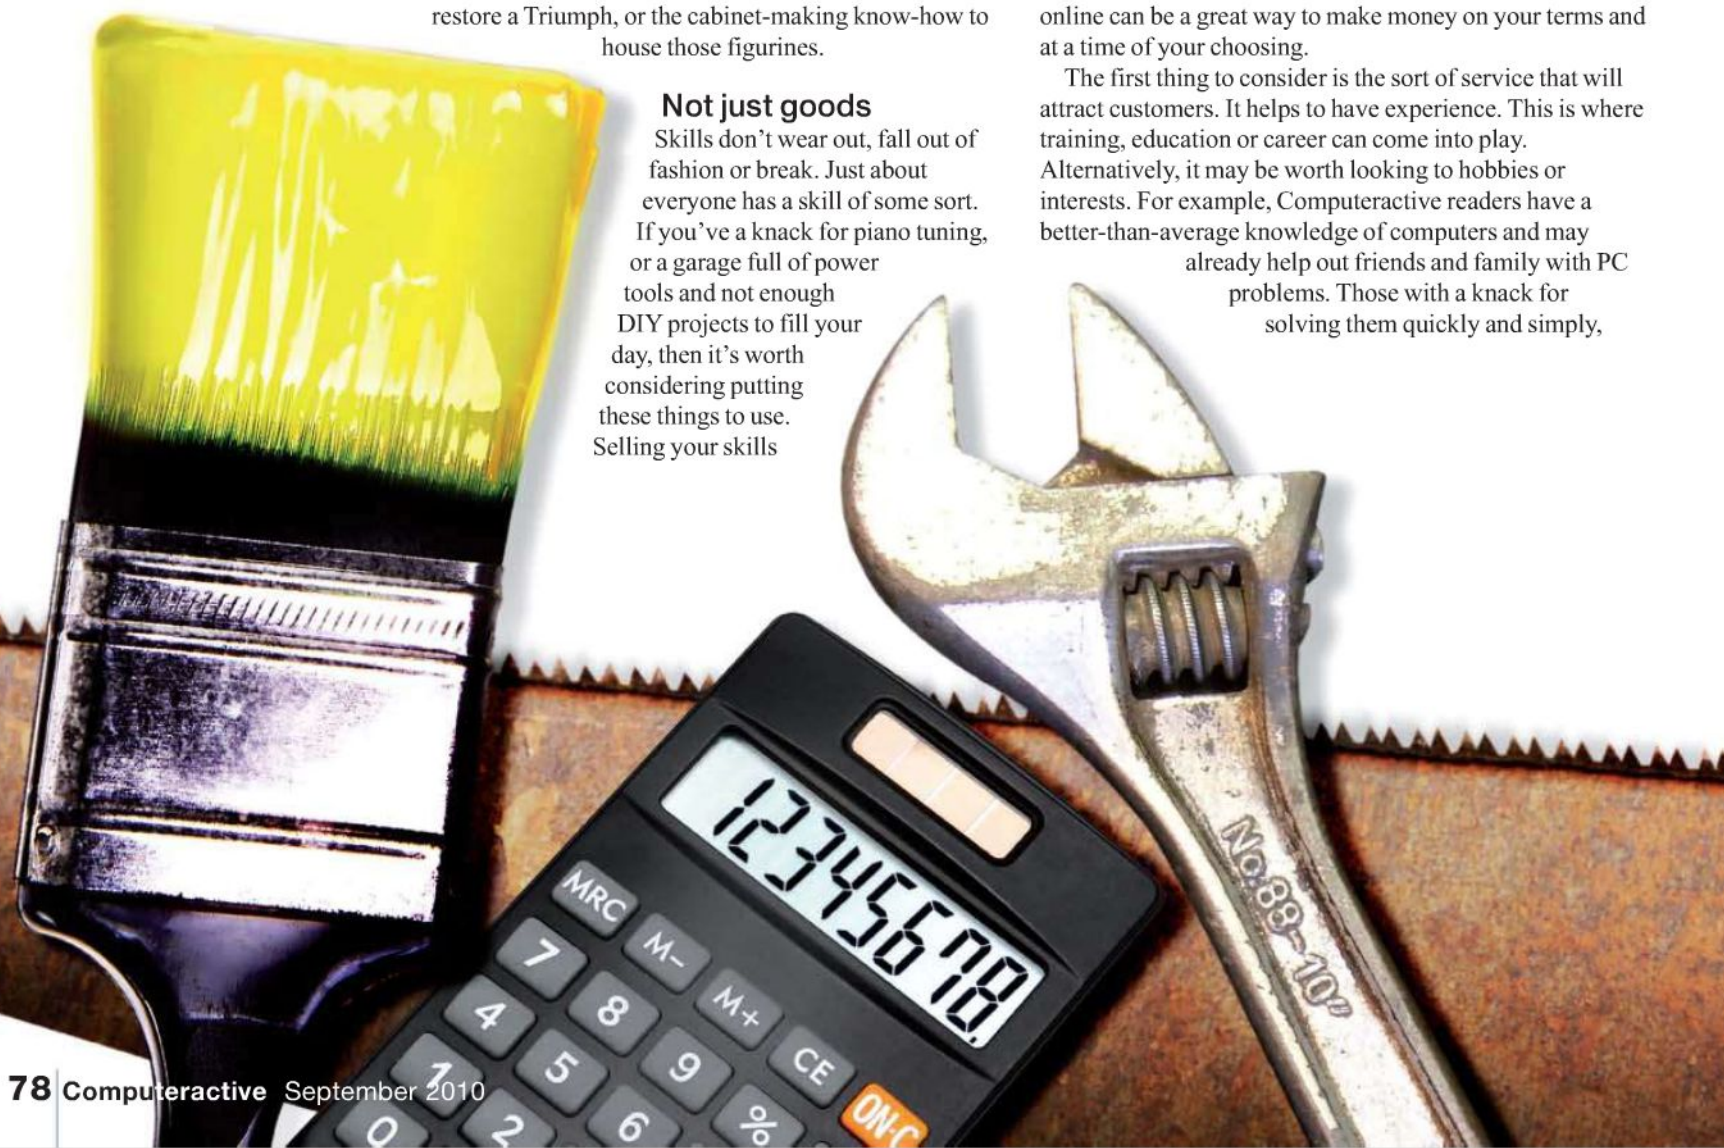 restore a Triumph, or the cabinet-making know-how to
house those figurines.
Not just goods
Skills don't wear out, fall out of
fashion or break. Just about
everyone has a skill of some sort.
If you've a knack for piano tuning,
or a garage full of power
tools and not enough
DIY projects to fill your
day, then it's worth
considering putting
these things to use.
Selling your skills
online can be a great way to make money on your terms and
at a time of your choosing.
The first thing to consider is the sort of service that will
attract customers. It helps to have experience. This is where
training, education or career can come into play.
Alternatively, it may be worth looking to hobbies or
interests. For example, Computeractive readers have a
better-than-average knowledge of computers and may
already help out friends and family with PC
problems. Those with a knack for
solving them quickly and simply,
12345678.
MRC M- M+ CE ON·C
7 8 9 %
4 5 6
1 2
0
No.88-10"
78 Computeractive September 2010